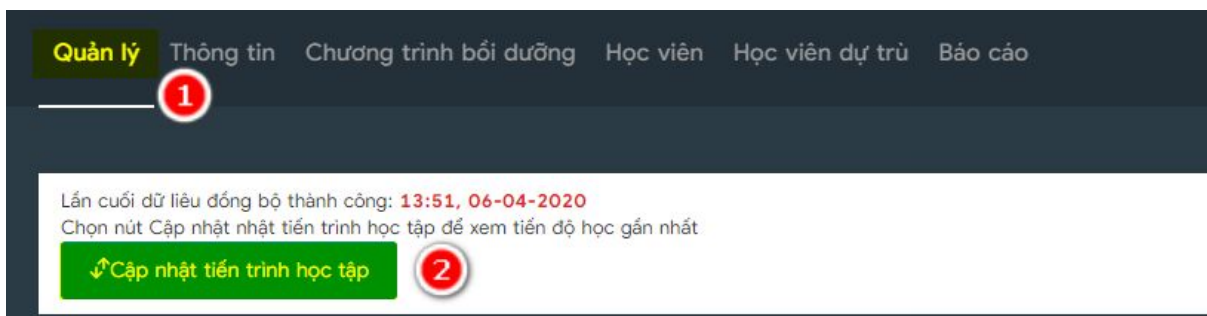 Quản lý Thông tin Chương trình bồi dưỡng Học viên Học viên dự trù Báo cáo
1
Lần cuối dữ liêu đồng bộ thành công: 13:51, 06-04-2020
Chọn nút Cập nhật nhật tiến trình học tập để xem tiến độ học gần nhất
Cập nhật tiến trình học tập 2